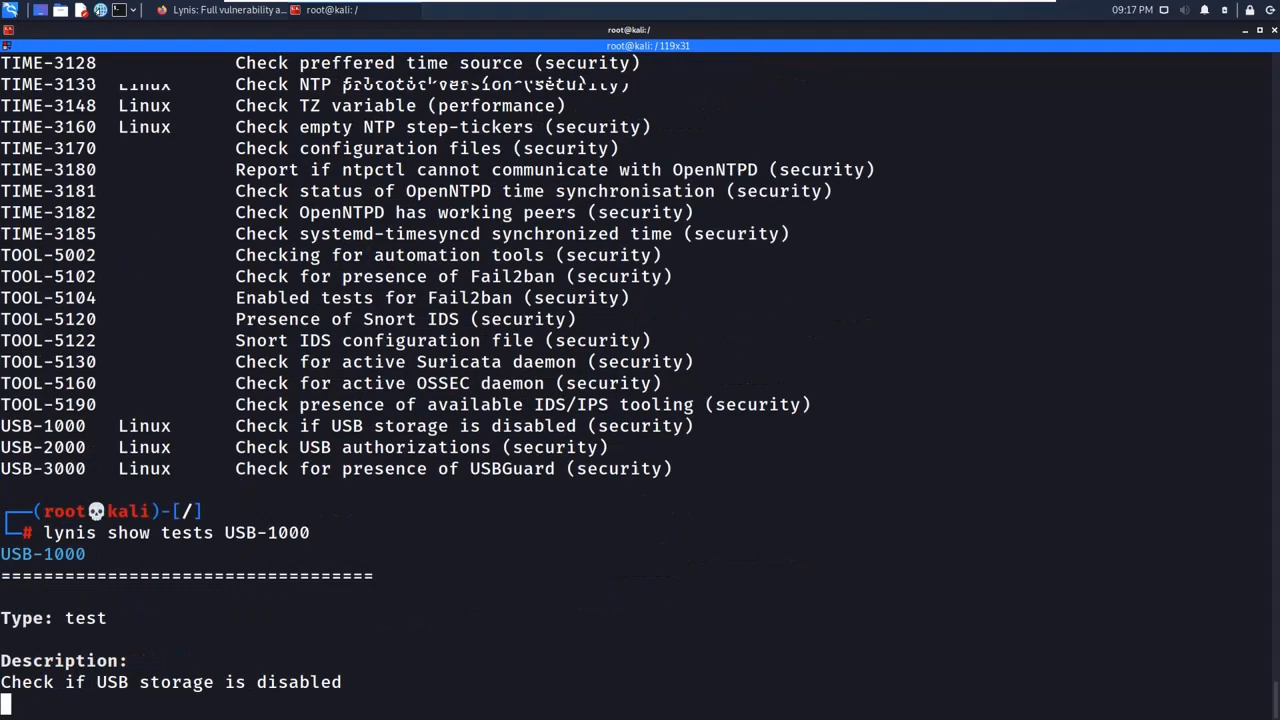 Lynis: Full vulnerability a...
root@kali: /
09:17 PM
root@kali:/
root@kali: / 119x31
TIME-3128 Check preffered time source (security)
Linux Check NTP protocol version (security)
TIME-3148 Linux Check TZ variable (performance)
TIME-3160 Linux Check empty NTP step-tickers (security)
TIME-3170 Check configuration files (security)
TIME-3180 Report if ntpctl cannot communicate with OpenNTPD (security)
TIME-3181 Check status of OpenNTPD time synchronisation (security)
TIME-3182 Check OpenNTPD has working peers (security)
TIME-3185 Check systemd-timesyncd synchronized time (security)
TOOL-5002 Checking for automation tools (security)
TOOL-5102 Check for presence of Fail2ban (security)
TOOL-5104 Enabled tests for Fail2ban (security)
TOOL-5120 Presence of Snort IDS (security)
TOOL-5122 Snort IDS configuration file (security)
TOOL-5130 Check for active Suricata daemon (security)
TOOL-5160 Check for active OSSEC daemon (security)
TOOL-5190 Check presence of available IDS/IPS tooling (security)
USB-1000 Linux Check if USB storage is disabled (security)
USB-2000 Linux Check USB authorizations (security)
USB-3000 Linux Check for presence of USBGuard (security)
┌──(root💀kali)-[/]
└─# lynis show tests USB-1000
USB-1000
===================================
Type: test
Description:
Check if USB storage is disabled